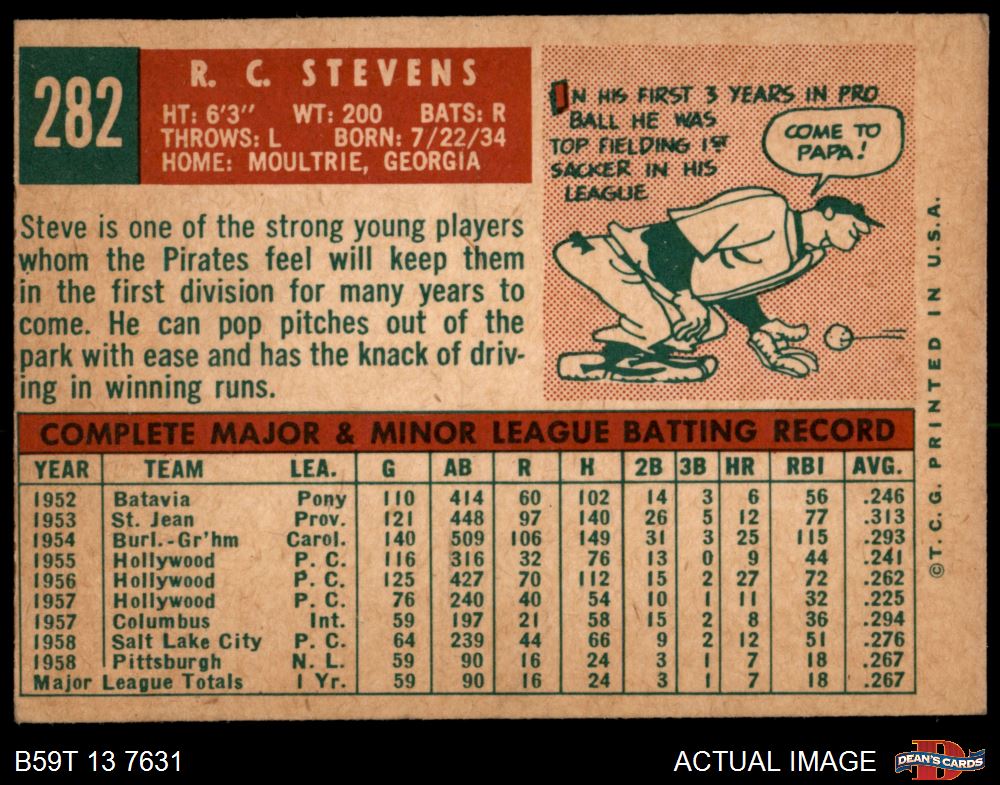 282
R. C. STEVENS
HT: 6'3" WT: 200 BATS: R
THROWS: L BORN: 7/22/34
HOME: MOULTRIE, GEORGIA
Steve is one of the strong young players
whom the Pirates feel will keep them
in the first division for many years to
come. He can pop pitches out of the
park with ease and has the knack of driv-
ing in winning runs.
IN HIS FIRST 3 YEARS IN PRO
BALL HE WAS
TOP FIELDING 1ST
SACKER IN HIS
LEAGUE
COME TO
PAPA!
COMPLETE MAJOR & MINOR LEAGUE BATTING RECORD
YEAR TEAM LEA. G AB R H 2B 3B HR RBI AVG.
1952 Batavia Pony 110 414 60 102 14 3 6 56 .246
1953 St. Jean Prov. 121 448 97 140 26 5 12 77 .313
1954 Burl.-Gr'hm Carol. 140 509 106 149 31 3 25 115 .293
1955 Hollywood P. C. 116 316 32 76 13 0 9 44 .241
1956 Hollywood P. C. 125 427 70 112 15 2 27 72 .262
1957 Hollywood P. C. 76 240 40 54 10 1 11 32 .225
1957 Columbus Int. 59 197 21 58 15 2 8 36 .294
1958 Salt Lake City P. C. 64 239 44 66 9 2 12 51 .276
1958 Pittsburgh N. L. 59 90 16 24 3 1 7 18 .267
Major League Totals 1 Yr. 59 90 16 24 3 1 7 18 .267
©T. C. G. PRINTED IN U.S.A.
B59T 13 7631
ACTUAL IMAGE
D
DEAN'S CARDS